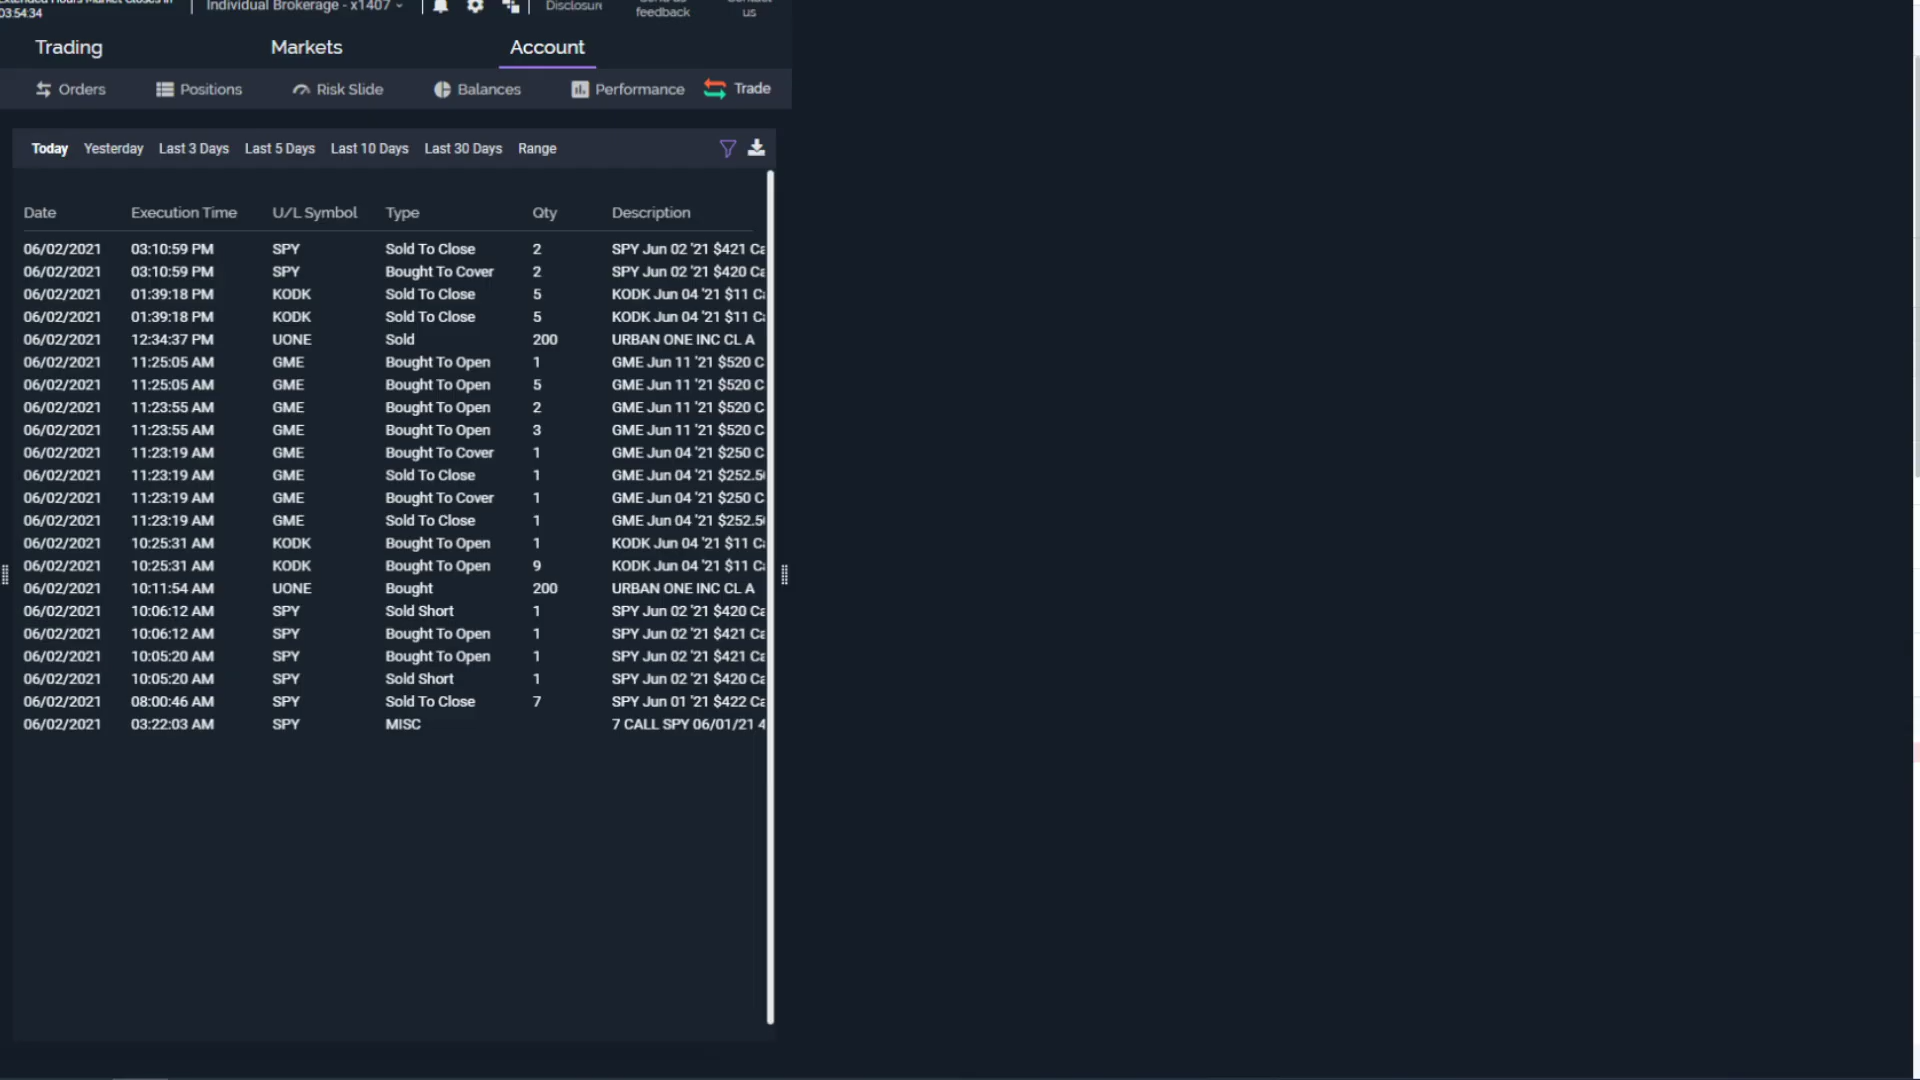 03:54:34
Individual Brokerage - x1407
feedback
us
Trading Markets Account
Orders Positions Risk Slide Balances Performance Trade
Today Yesterday Last 3 Days Last 5 Days Last 10 Days Last 30 Days Range
Date Execution Time U/L Symbol Type Qty Description
06/02/2021 03:10:59 PM SPY Sold To Close 2 SPY Jun 02 '21 $421
06/02/2021 03:10:59 PM SPY Bought To Cover 2 SPY Jun 02 '21 $420
06/02/2021 01:39:18 PM KODK Sold To Close 5 KODK Jun 04 '21 $11
06/02/2021 01:39:18 PM KODK Sold To Close 5 KODK Jun 04 '21 $11
06/02/2021 12:34:37 PM UONE Sold 200 URBAN ONE INC CL A
06/02/2021 11:25:05 AM GME Bought To Open 1 GME Jun 11 '21 $520 C
06/02/2021 11:25:05 AM GME Bought To Open 5 GME Jun 11 '21 $520 C
06/02/2021 11:23:55 AM GME Bought To Open 2 GME Jun 11 '21 $520 C
06/02/2021 11:23:55 AM GME Bought To Open 3 GME Jun 11 '21 $520 C
06/02/2021 11:23:19 AM GME Bought To Cover 1 GME Jun 04 '21 $250 C
06/02/2021 11:23:19 AM GME Sold To Close 1 GME Jun 04 '21 $252.5
06/02/2021 11:23:19 AM GME Bought To Cover 1 GME Jun 04 '21 $250 C
06/02/2021 11:23:19 AM GME Sold To Close 1 GME Jun 04 '21 $252.5
06/02/2021 10:25:31 AM KODK Bought To Open 1 KODK Jun 04 '21 $11
06/02/2021 10:25:31 AM KODK Bought To Open 9 KODK Jun 04 '21 $11
06/02/2021 10:11:54 AM UONE Bought 200 URBAN ONE INC CL A
06/02/2021 10:06:12 AM SPY Sold Short 1 SPY Jun 02 '21 $420
06/02/2021 10:06:12 AM SPY Bought To Open 1 SPY Jun 02 '21 $421
06/02/2021 10:05:20 AM SPY Bought To Open 1 SPY Jun 02 '21 $421
06/02/2021 10:05:20 AM SPY Sold Short 1 SPY Jun 02 '21 $420
06/02/2021 08:00:46 AM SPY Sold To Close 7 SPY Jun 01 '21 $422
06/02/2021 03:22:03 AM SPY MISC 7 CALL SPY 06/01/21 4